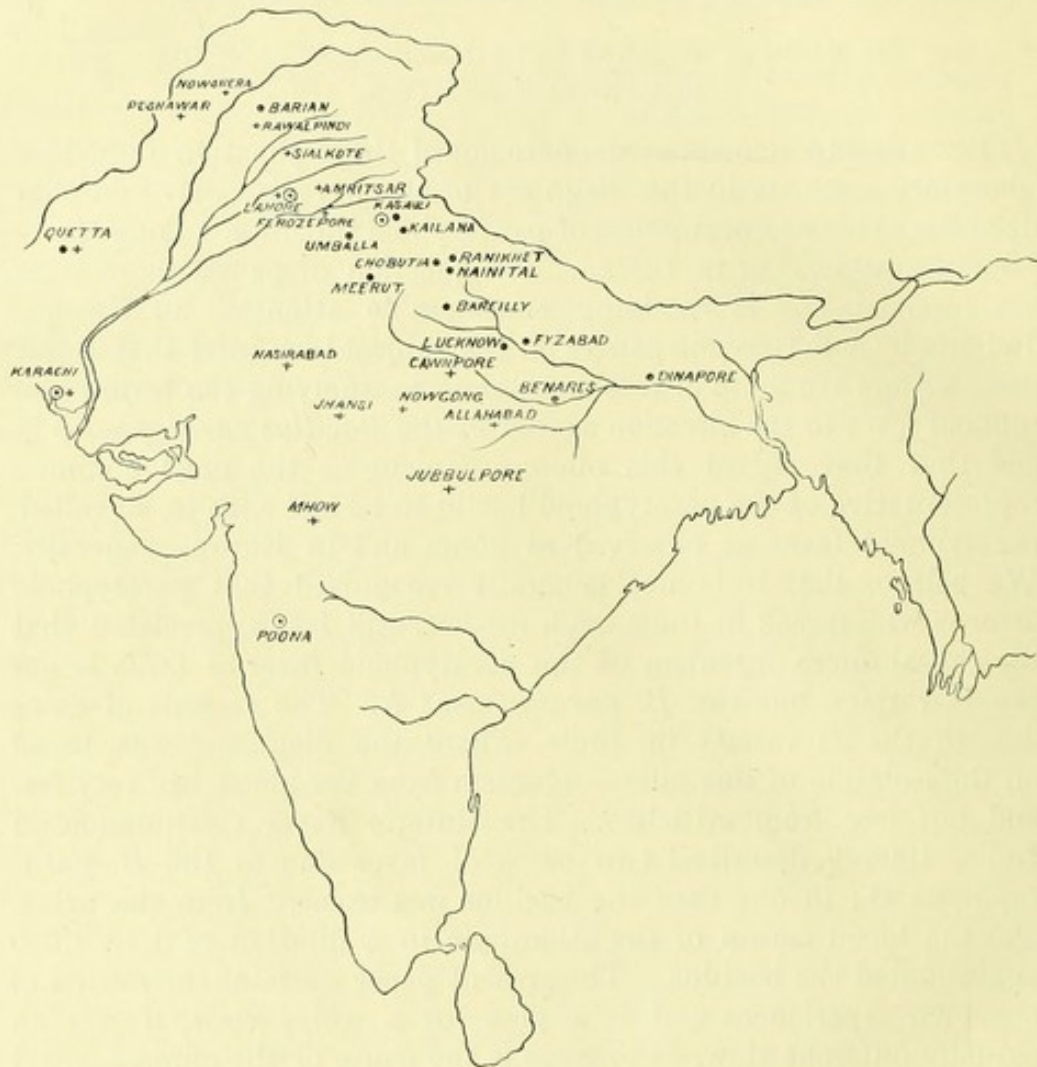 NOWSHERA
PESHAWAR
BARIAN
RAWALPINDI
SIALKOTE
AMRITSAR
LAHORE
KASAULI
FEROZEPORE
KAILANA
QUETTA
UMBALLA
CHOBUTIA
RANIKHET
NAINITAL
MEERUT
BAREILLY
LUCKNOW
FYZABAD
NASIRABAD
CAWNPORE
KARACHI
DINAPORE
BENARES
JHANSI
NOWGONG
ALLAHABAD
JUBBULPORE
MHOW
POONA